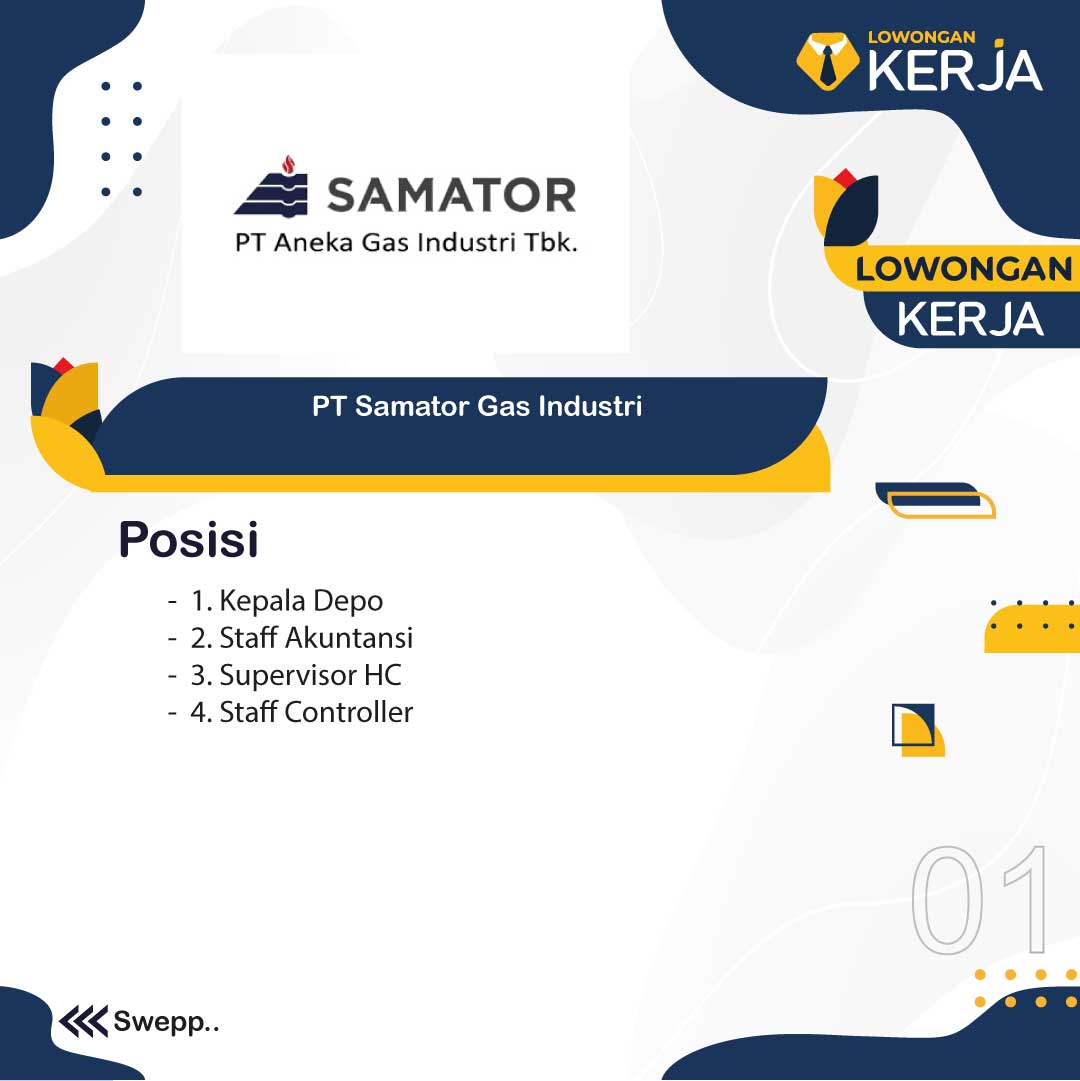 LOWONGAN
KERJA
SAMATOR
PT Aneka Gas Industri Tbk.
LOWONGAN
KERJA
PT Samator Gas Industri
Posisi
- 1. Kepala Depo
- 2. Staff Akuntansi
- 3. Supervisor HC
- 4. Staff Controller
01
Swepp..